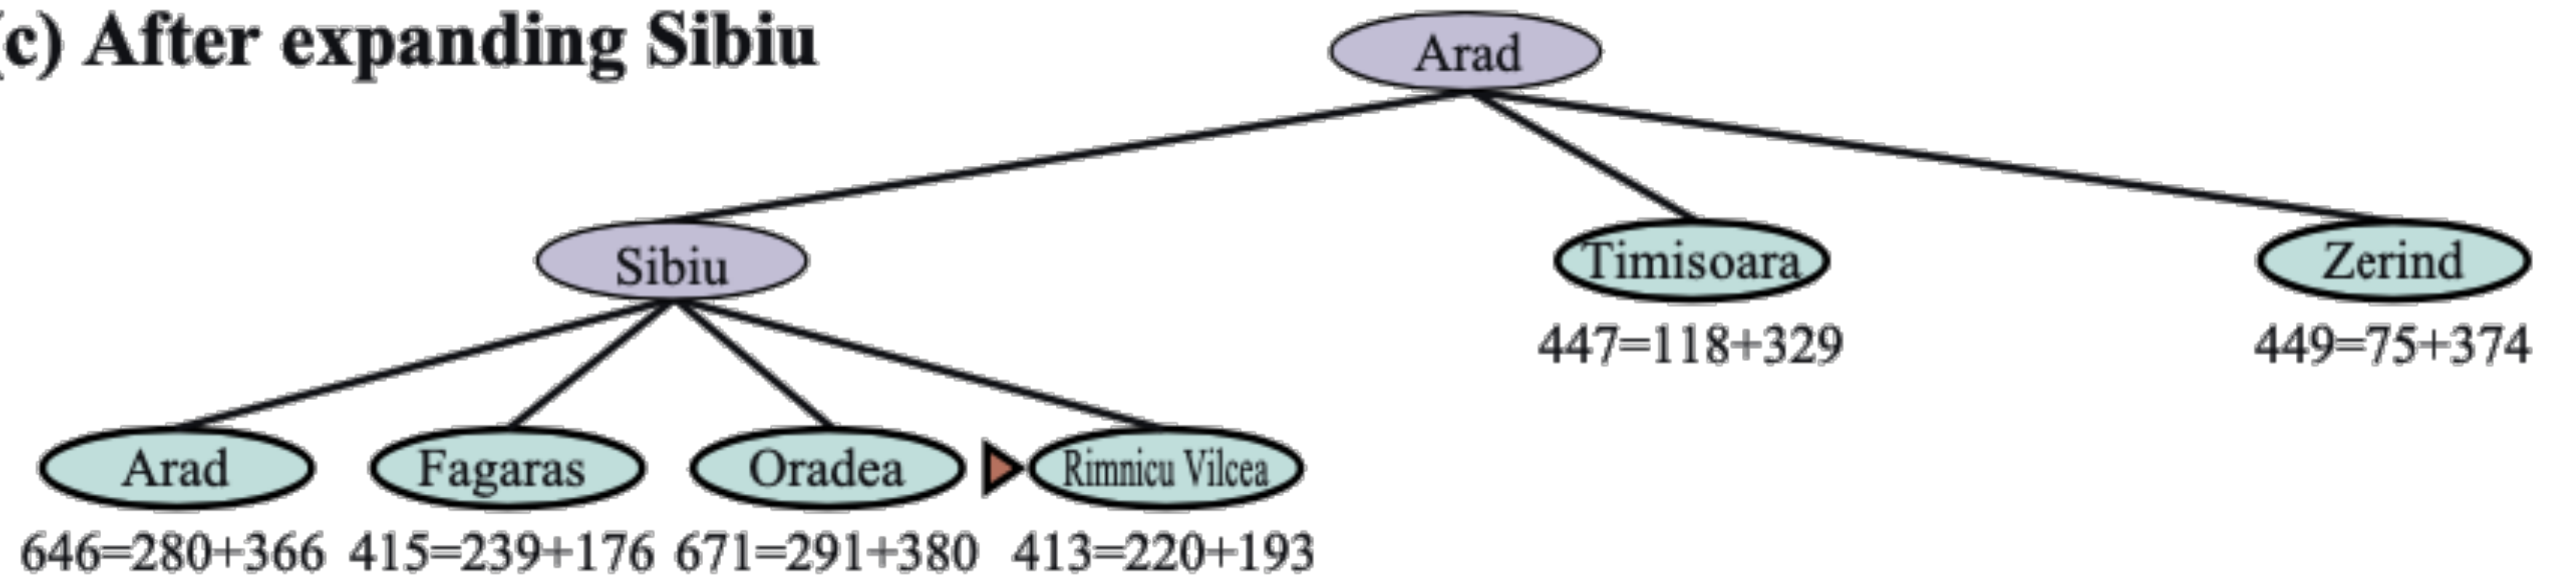 (c) After expanding Sibiu
Arad
Sibiu
Timisoara
Zerind
447=118+329
449=75+374
Arad
Fagaras
Oradea
Rimnicu Vilcea
646=280+366
415=239+176
671=291+380
413=220+193